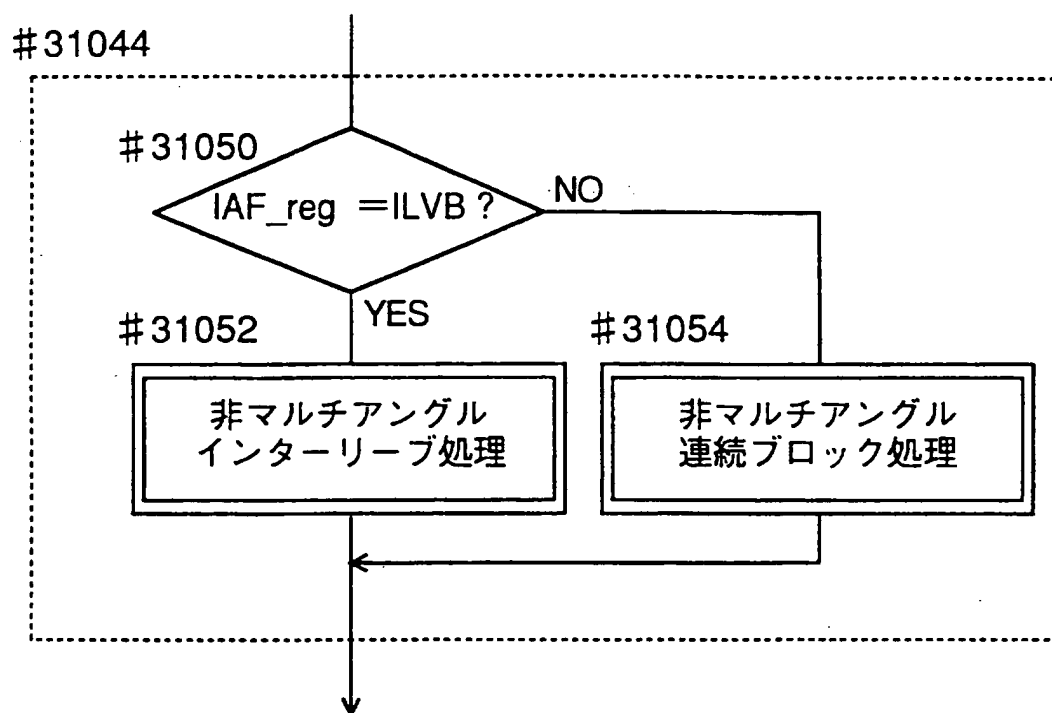 #31044
#31050
IAF_reg =ILVB ?
NO
YES
#31052
#31054
非マルチアングル
インターリーブ処理
非マルチアングル
連続ブロック処理